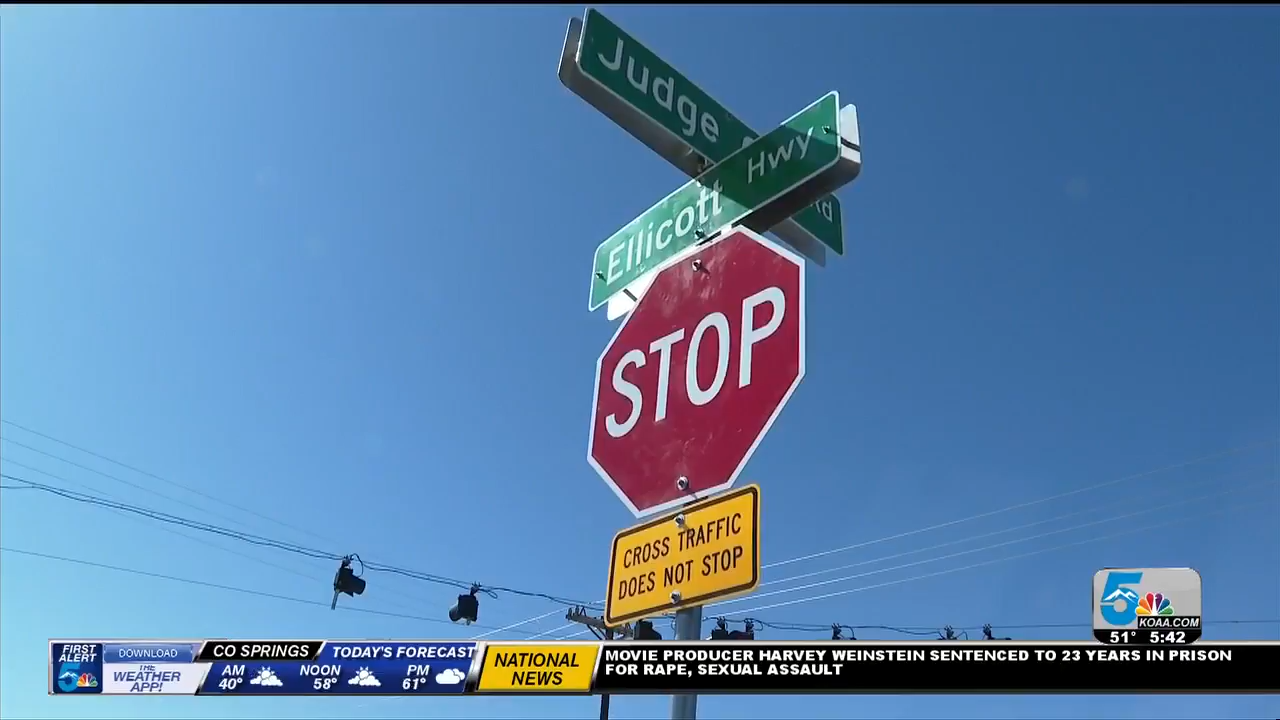 Judge
Hwy
Ellicott
Rd
STOP
CROSS TRAFFIC
DOES NOT STOP
5
KOAA.COM
51° 5:42
FIRST
ALERT
5
DOWNLOAD
THE
WEATHER
APP!
CO SPRINGS
TODAY'S FORECAST
AM
40°
NOON
58°
PM
61°
NATIONAL
NEWS
MOVIE PRODUCER HARVEY WEINSTEIN SENTENCED TO 23 YEARS IN PRISON
FOR RAPE, SEXUAL ASSAULT